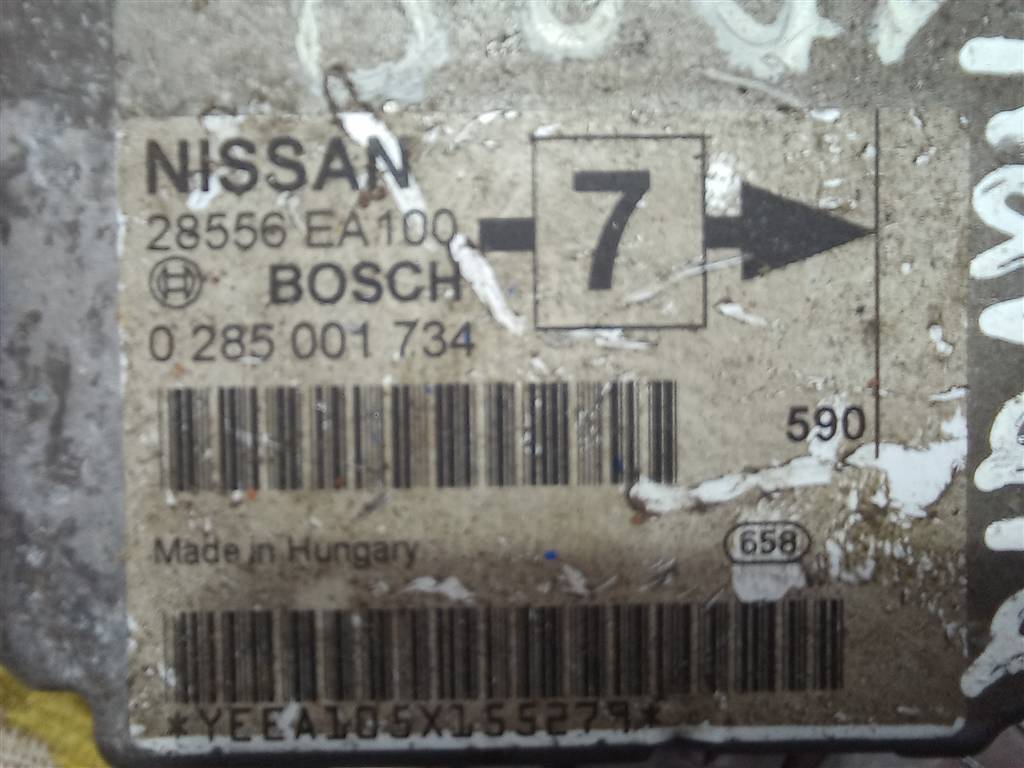 NISSAN
28556 EA100
7
BOSCH
0 285 001 734
590
Made in Hungary
658
*YEEA105X155279*